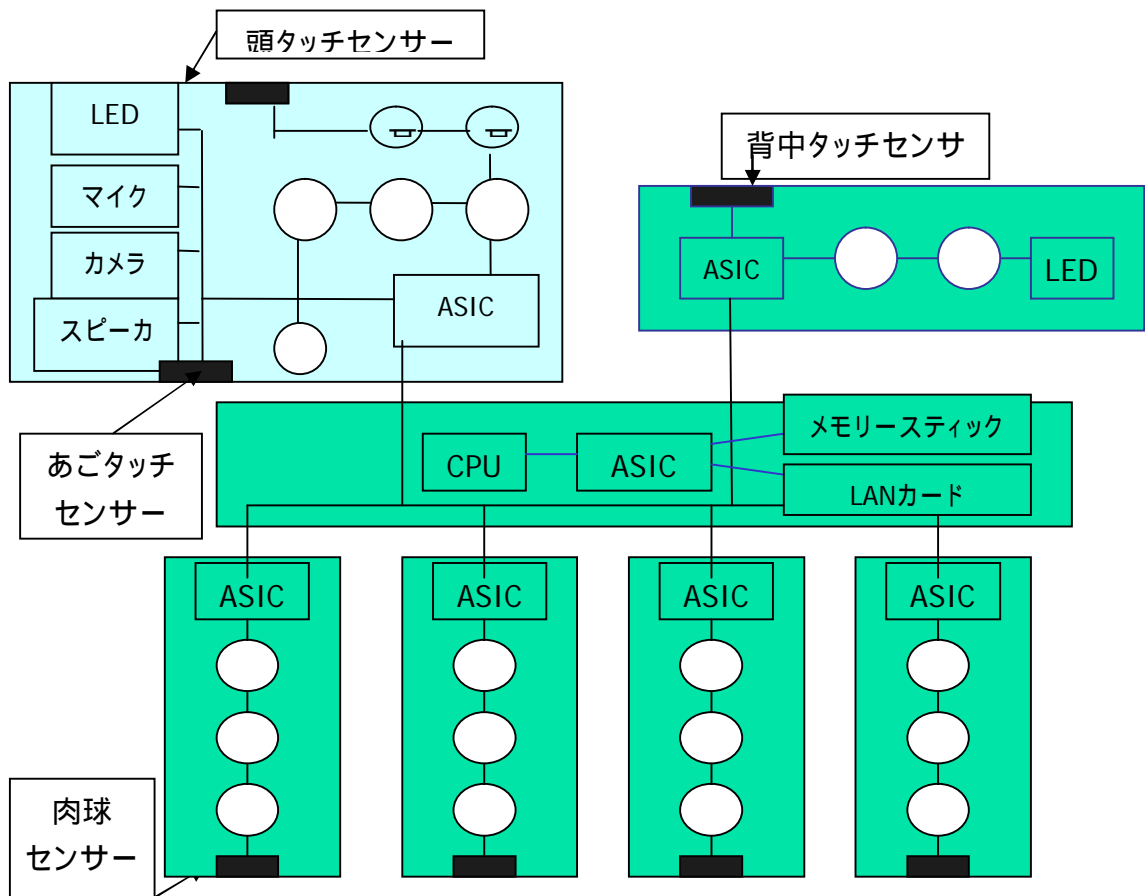 頭タッチセンサー
LED
マイク
カメラ
スピーカ
ASIC
背中タッチセンサ
ASIC
LED
あごタッチ
センサー
CPU
ASIC
メモリースティック
LANカード
ASIC
ASIC
ASIC
ASIC
肉球
センサー